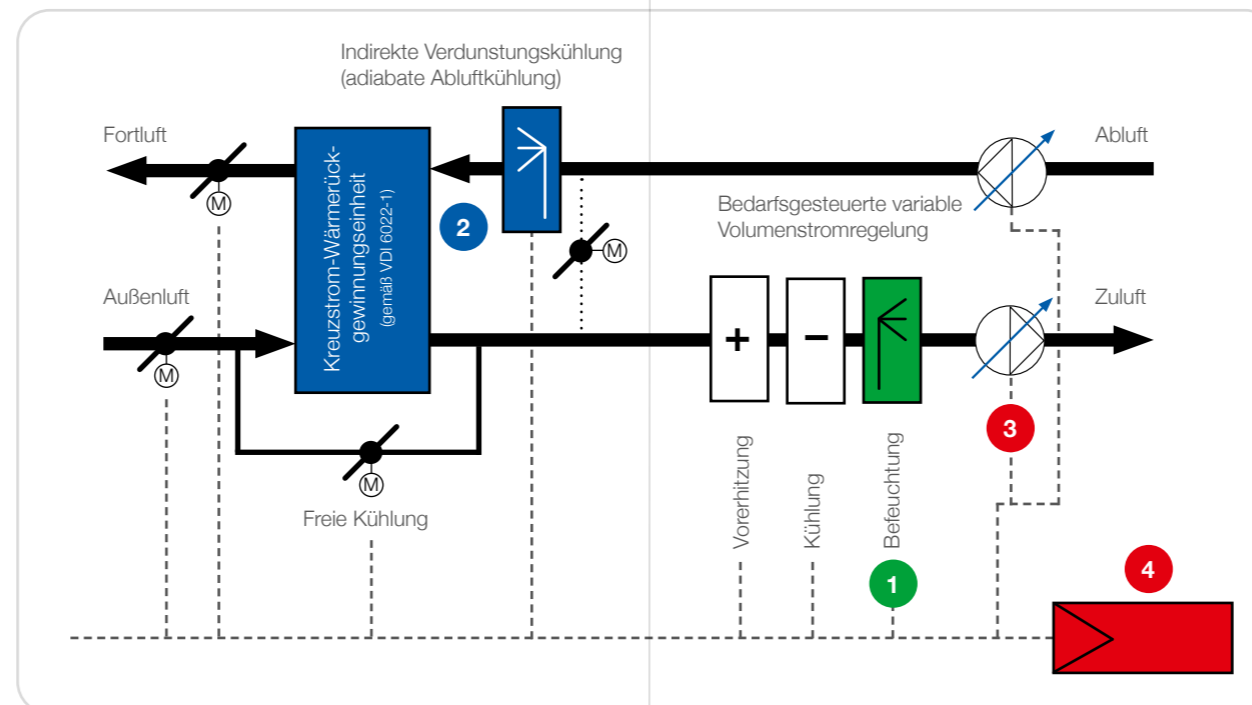 Indirekte Verdunstungskühlung
(adiabate Abluftkühlung)
Fortluft
Abluft
M
Kreuzstrom-Wärmerück-
gewinnungseinheit
(gemäß VDI 6022-1)
2
Bedarfsgesteuerte variable
Volumenstromregelung
M
Außenluft
Zuluft
M
+
−
3
M
Freie Kühlung
Vorerhitzung
Kühlung
Befeuchtung
1
4